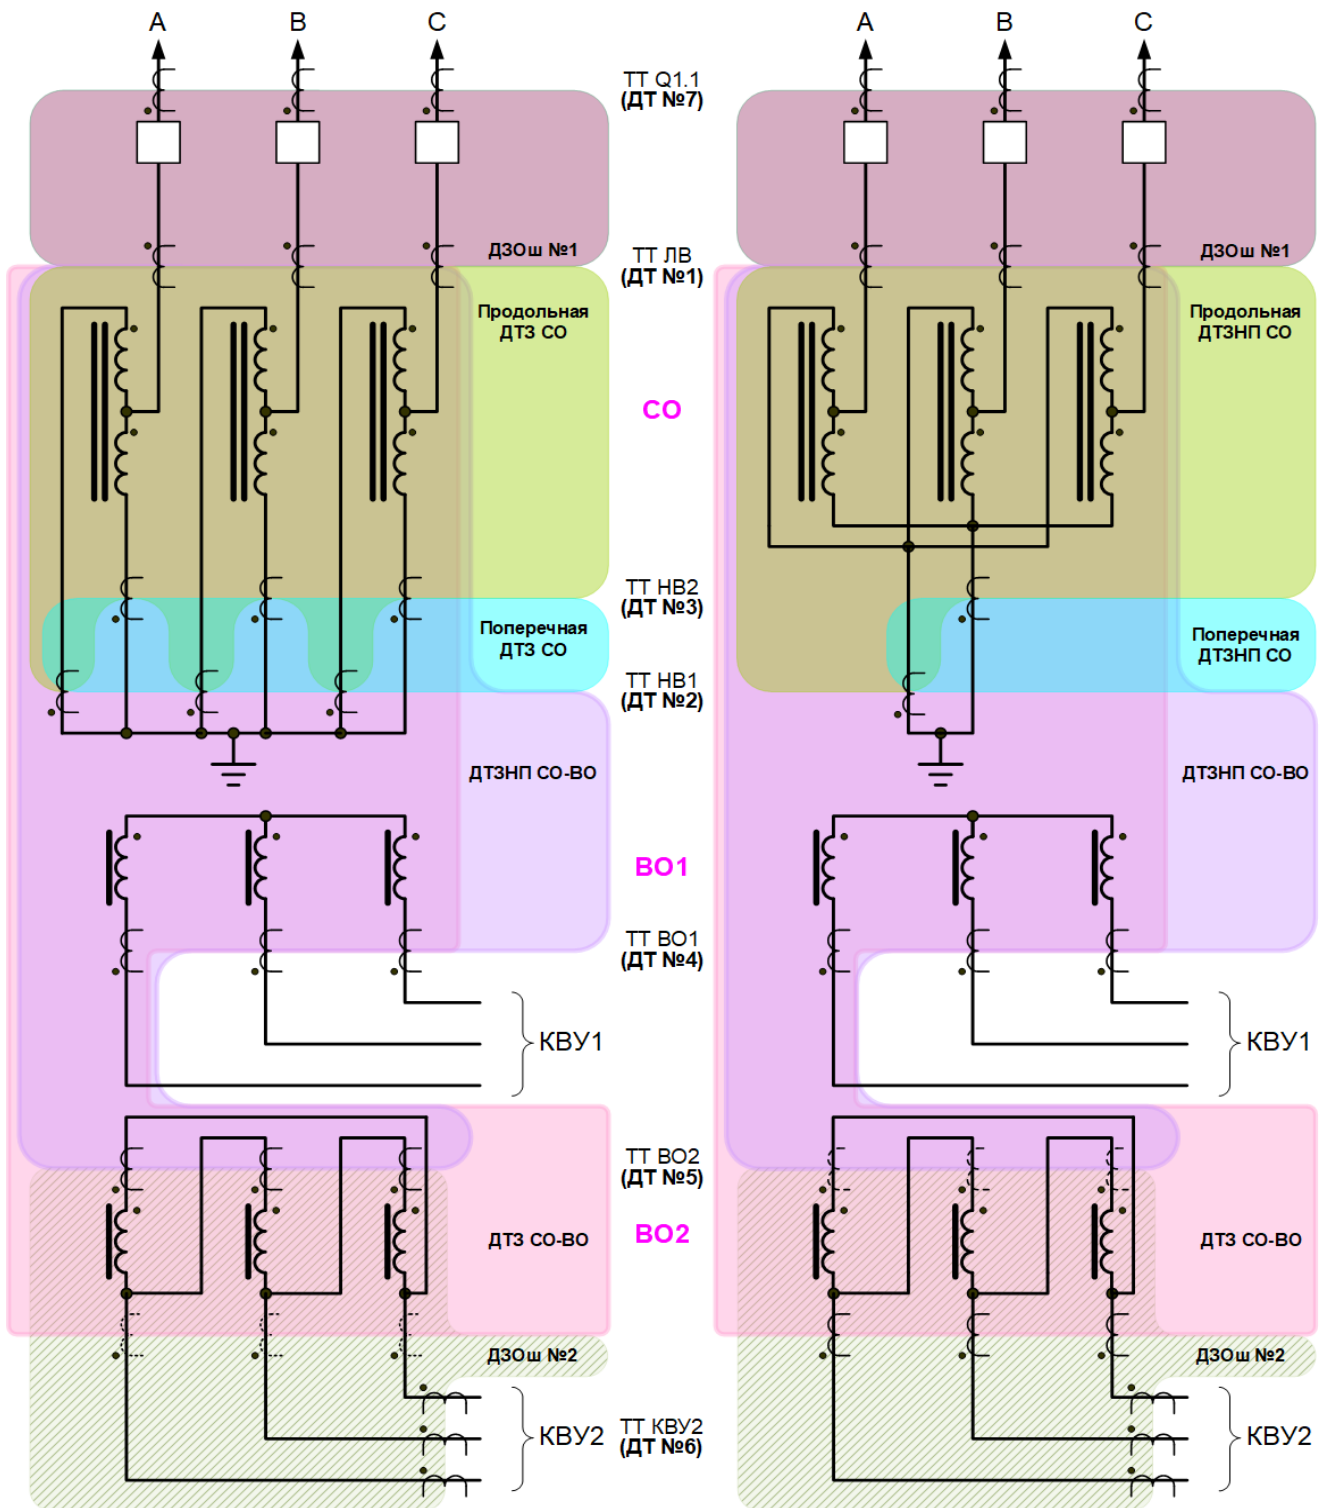 A B C
A B C
ТТ Q1.1
(ДТ №7)
ДЗОш №1
ТТ ЛВ
(ДТ №1)
ДЗОш №1
Продольная
ДТЗ СО
Продольная
ДТЗНП СО
СО
ТТ НВ2
(ДТ №3)
Поперечная
ДТЗ СО
Поперечная
ДТЗНП СО
ТТ НВ1
(ДТ №2)
ДТЗНП СО-ВО
ДТЗНП СО-ВО
ВО1
ТТ ВО1
(ДТ №4)
КВУ1
КВУ1
ТТ ВО2
(ДТ №5)
ДТЗ СО-ВО
ВО2
ДТЗ СО-ВО
ДЗОш №2
ДЗОш №2
КВУ2
ТТ КВУ2
(ДТ №6)
КВУ2